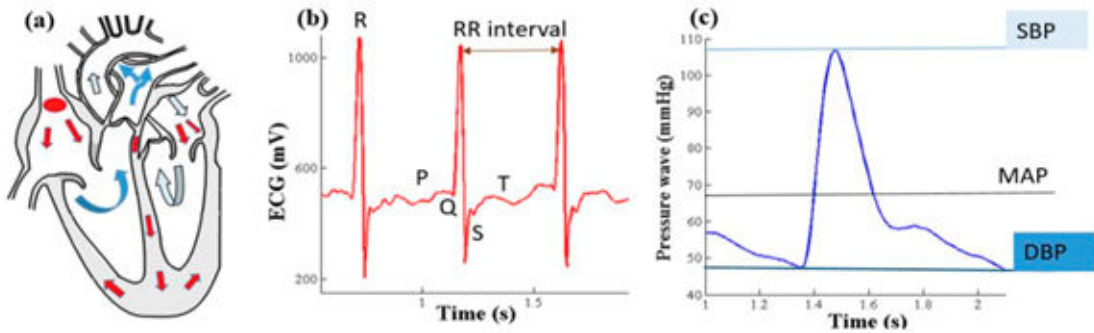 (a)
(b)
R
RR interval
1000
600
200
P
Q
S
T
ECG (mV)
1
1.5
Time (s)
(c)
SBP
MAP
DBP
110
100
90
80
70
60
50
40
Pressure wave (mmHg)
1
1.2
1.4
1.6
1.8
2
Time (s)